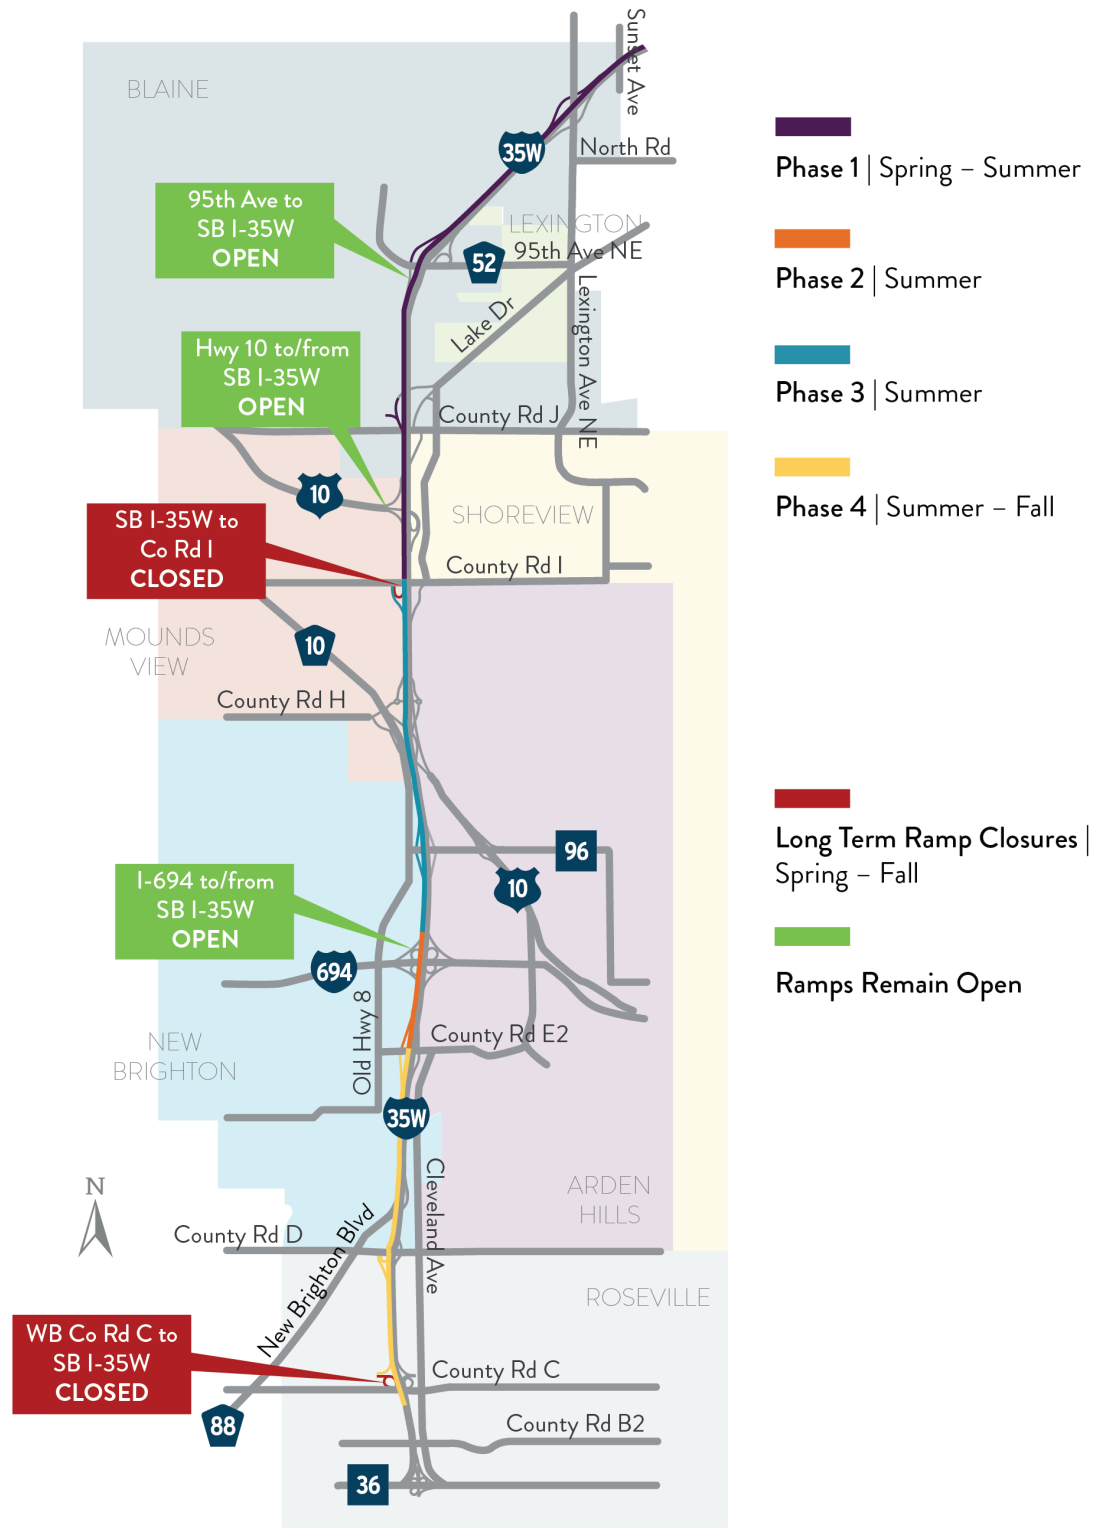 Sunset Ave
BLAINE
35W
North Rd
95th Ave to
SB I-35W
OPEN
LEXINGTON
95th Ave NE
52
Lake Dr
Lexington Ave NE
Hwy 10 to/from
SB I-35W
OPEN
County Rd J
10
SHOREVIEW
SB I-35W to
Co Rd I
CLOSED
County Rd I
MOUNDS
VIEW
10
County Rd H
96
10
I-694 to/from
SB I-35W
OPEN
694
Old Hwy 8
County Rd E2
NEW
BRIGHTON
35W
Cleveland Ave
ARDEN
HILLS
N
County Rd D
New Brighton Blvd
ROSEVILLE
WB Co Rd C to
SB I-35W
CLOSED
County Rd C
88
County Rd B2
36
Phase 1 | Spring – Summer
Phase 2 | Summer
Phase 3 | Summer
Phase 4 | Summer – Fall
Long Term Ramp Closures |
Spring – Fall
Ramps Remain Open